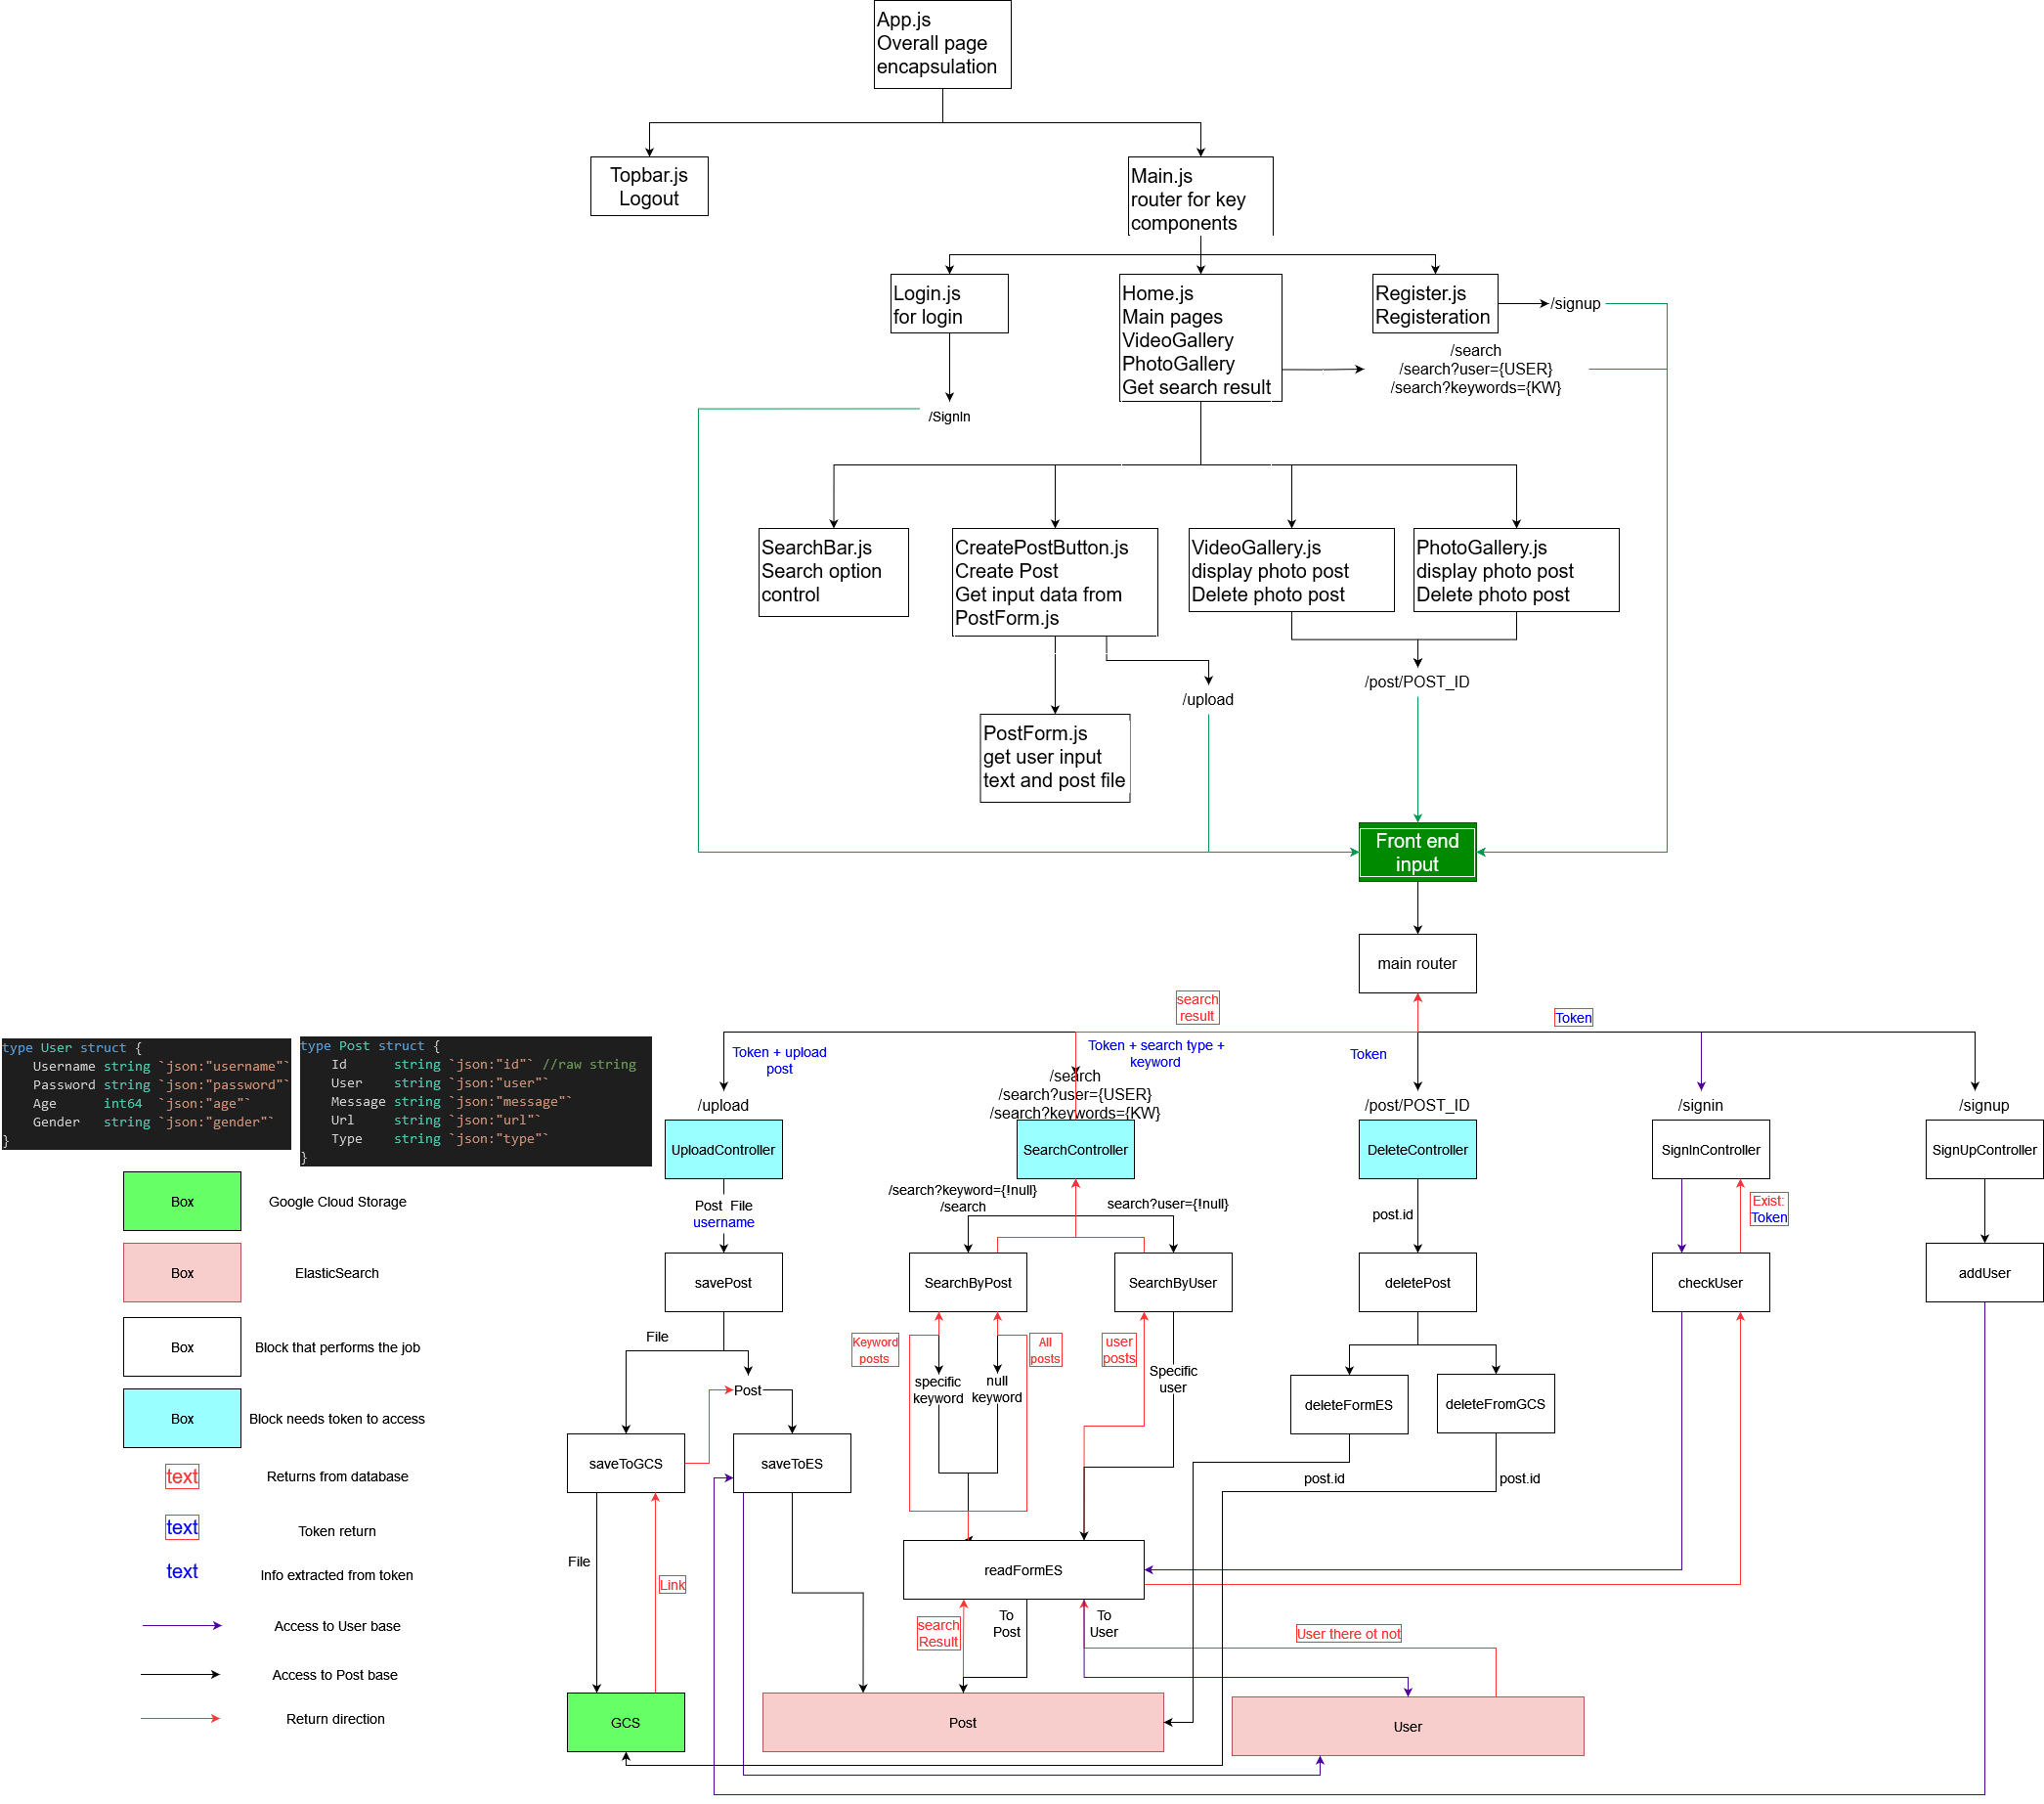 App.js
Overall page
encapsulation
Topbar.js
Logout
Main.js
router for key
components
Login.js
for login
Home.js
Main pages
VideoGallery
PhotoGallery
Get search result
Register.js
Registeration
/signup
/search
/search?user={USER}
/search?keywords={KW}
/SignIn
SearchBar.js
Search option
control
CreatePostButton.js
Create Post
Get input data from
PostForm.js
VideoGallery.js
display photo post
Delete photo post
PhotoGallery.js
display photo post
Delete photo post
/post/POST_ID
/upload
PostForm.js
get user input
text and post file
Front end
input
main router
search
result
Token
type User struct {
Username string `json:"username"`
Password string `json:"password"`
Age int64 `json:"age"`
Gender string `json:"gender"`
}
type Post struct {
Id string `json:"id"` //raw string
User string `json:"user"`
Message string `json:"message"`
Url string `json:"url"`
Type string `json:"type"`
}
Token + upload
post
Token + search type +
keyword
Token
/upload
/search
/search?user={USER}
/search?keywords={KW}
/post/POST_ID
/signin
/signup
UploadController
SearchController
DeleteController
SignInController
SignUpController
Box
Google Cloud Storage
Post File
username
/search?keyword={!null}
/search
search?user={!null}
post.id
Exist:
Token
Box
ElasticSearch
savePost
SearchByPost
SearchByUser
deletePost
checkUser
addUser
Box
Block that performs the job
File
Keyword
posts
All
posts
user
posts
Specific
user
Post
specific
keyword
null
keyword
Box
Block needs token to access
deleteFormES
deleteFromGCS
saveToGCS
saveToES
text
Returns from database
post.id
post.id
text
Token return
text
Info extracted from token
File
Link
readFormES
Access to User base
search
Result
To
Post
To
User
User there ot not
Access to Post base
Return direction
GCS
Post
User